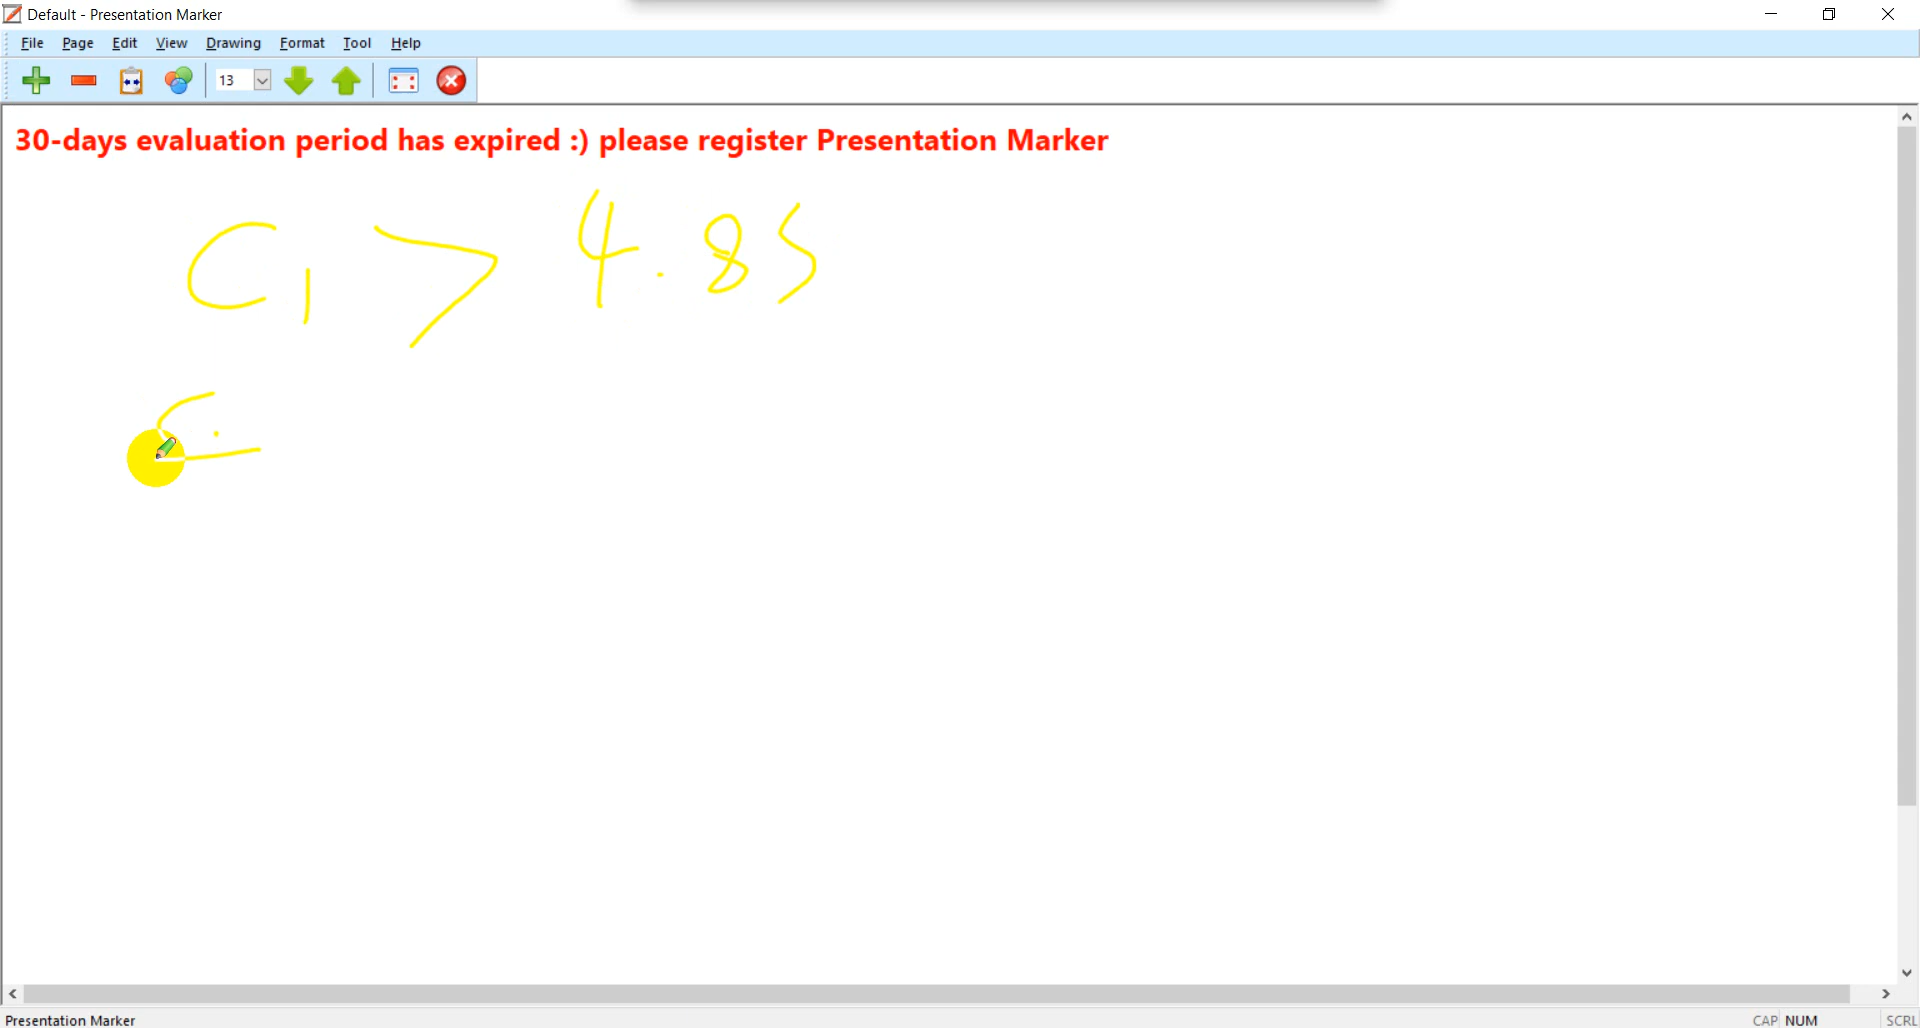 Default - Presentation Marker
File Page Edit View Drawing Format Tool Help
13
30-days evaluation period has expired :) please register Presentation Marker
C₁ > 4.85
Presentation Marker
CAP NUM SCRL